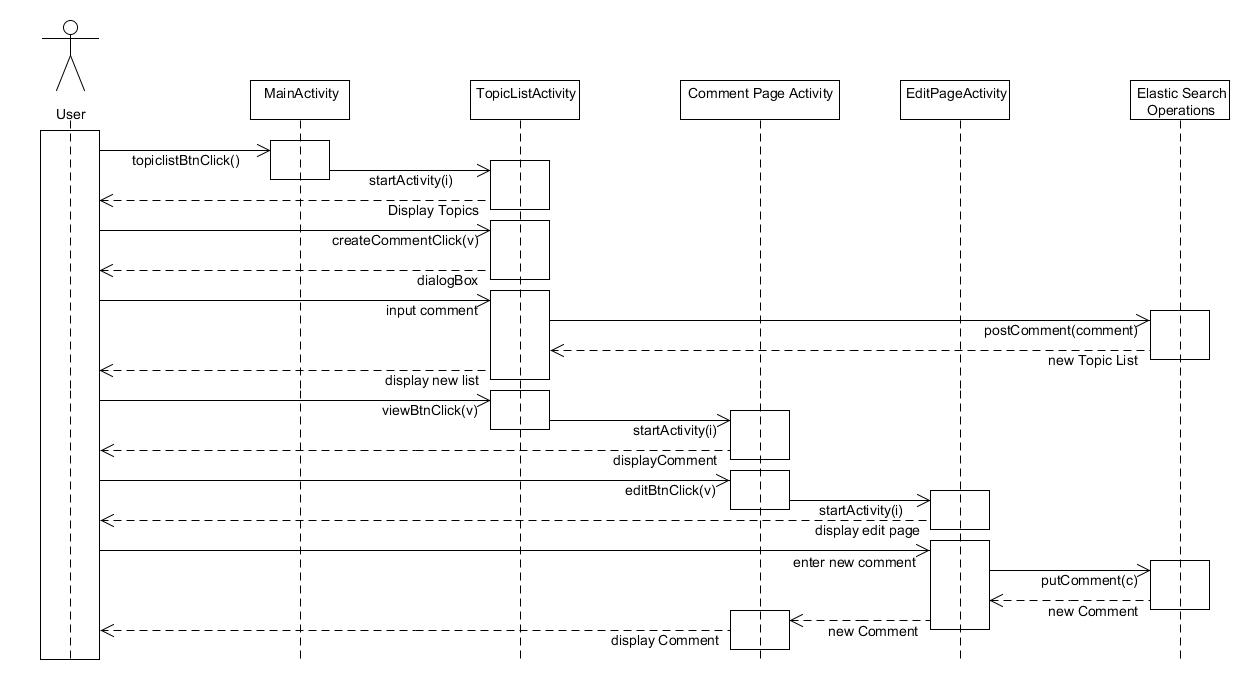 User
MainActivity
TopicListActivity
Comment Page Activity
EditPageActivity
Elastic Search
Operations
topiclistBtnClick()
startActivity(i)
Display Topics
createCommentClick(v)
dialogBox
input comment
postComment(comment)
new Topic List
display new list
viewBtnClick(v)
startActivity(i)
displayComment
editBtnClick(v)
startActivity(i)
display edit page
enter new comment
putComment(c)
new Comment
new Comment
display Comment